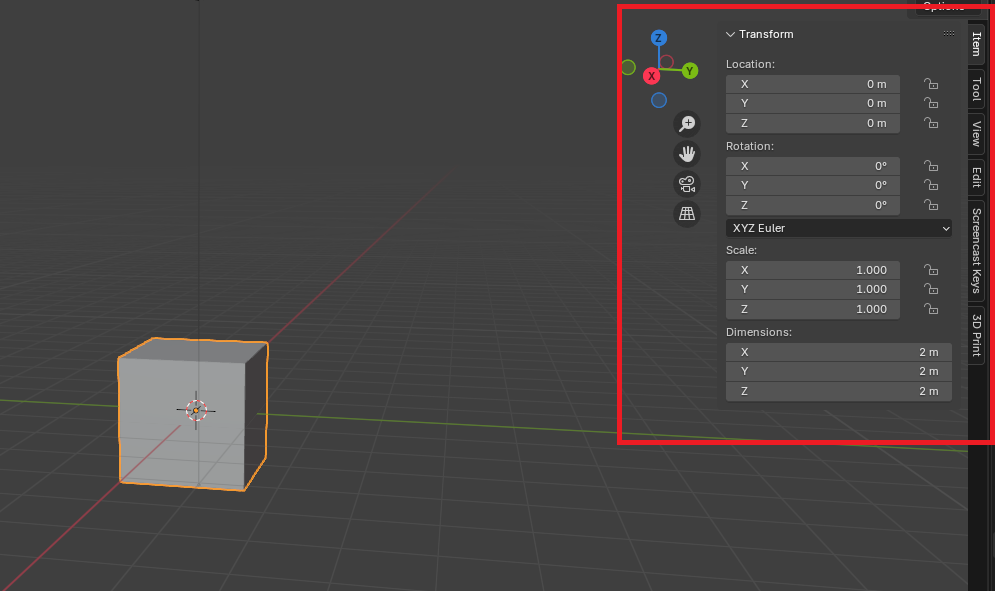 Options
Z
X
Y
Transform
Location:
X 0 m
Y 0 m
Z 0 m
Rotation:
X 0°
Y 0°
Z 0°
XYZ Euler
Scale:
X 1.000
Y 1.000
Z 1.000
Dimensions:
X 2 m
Y 2 m
Z 2 m
Item
Tool
View
Edit
Screencast Keys
3D Print